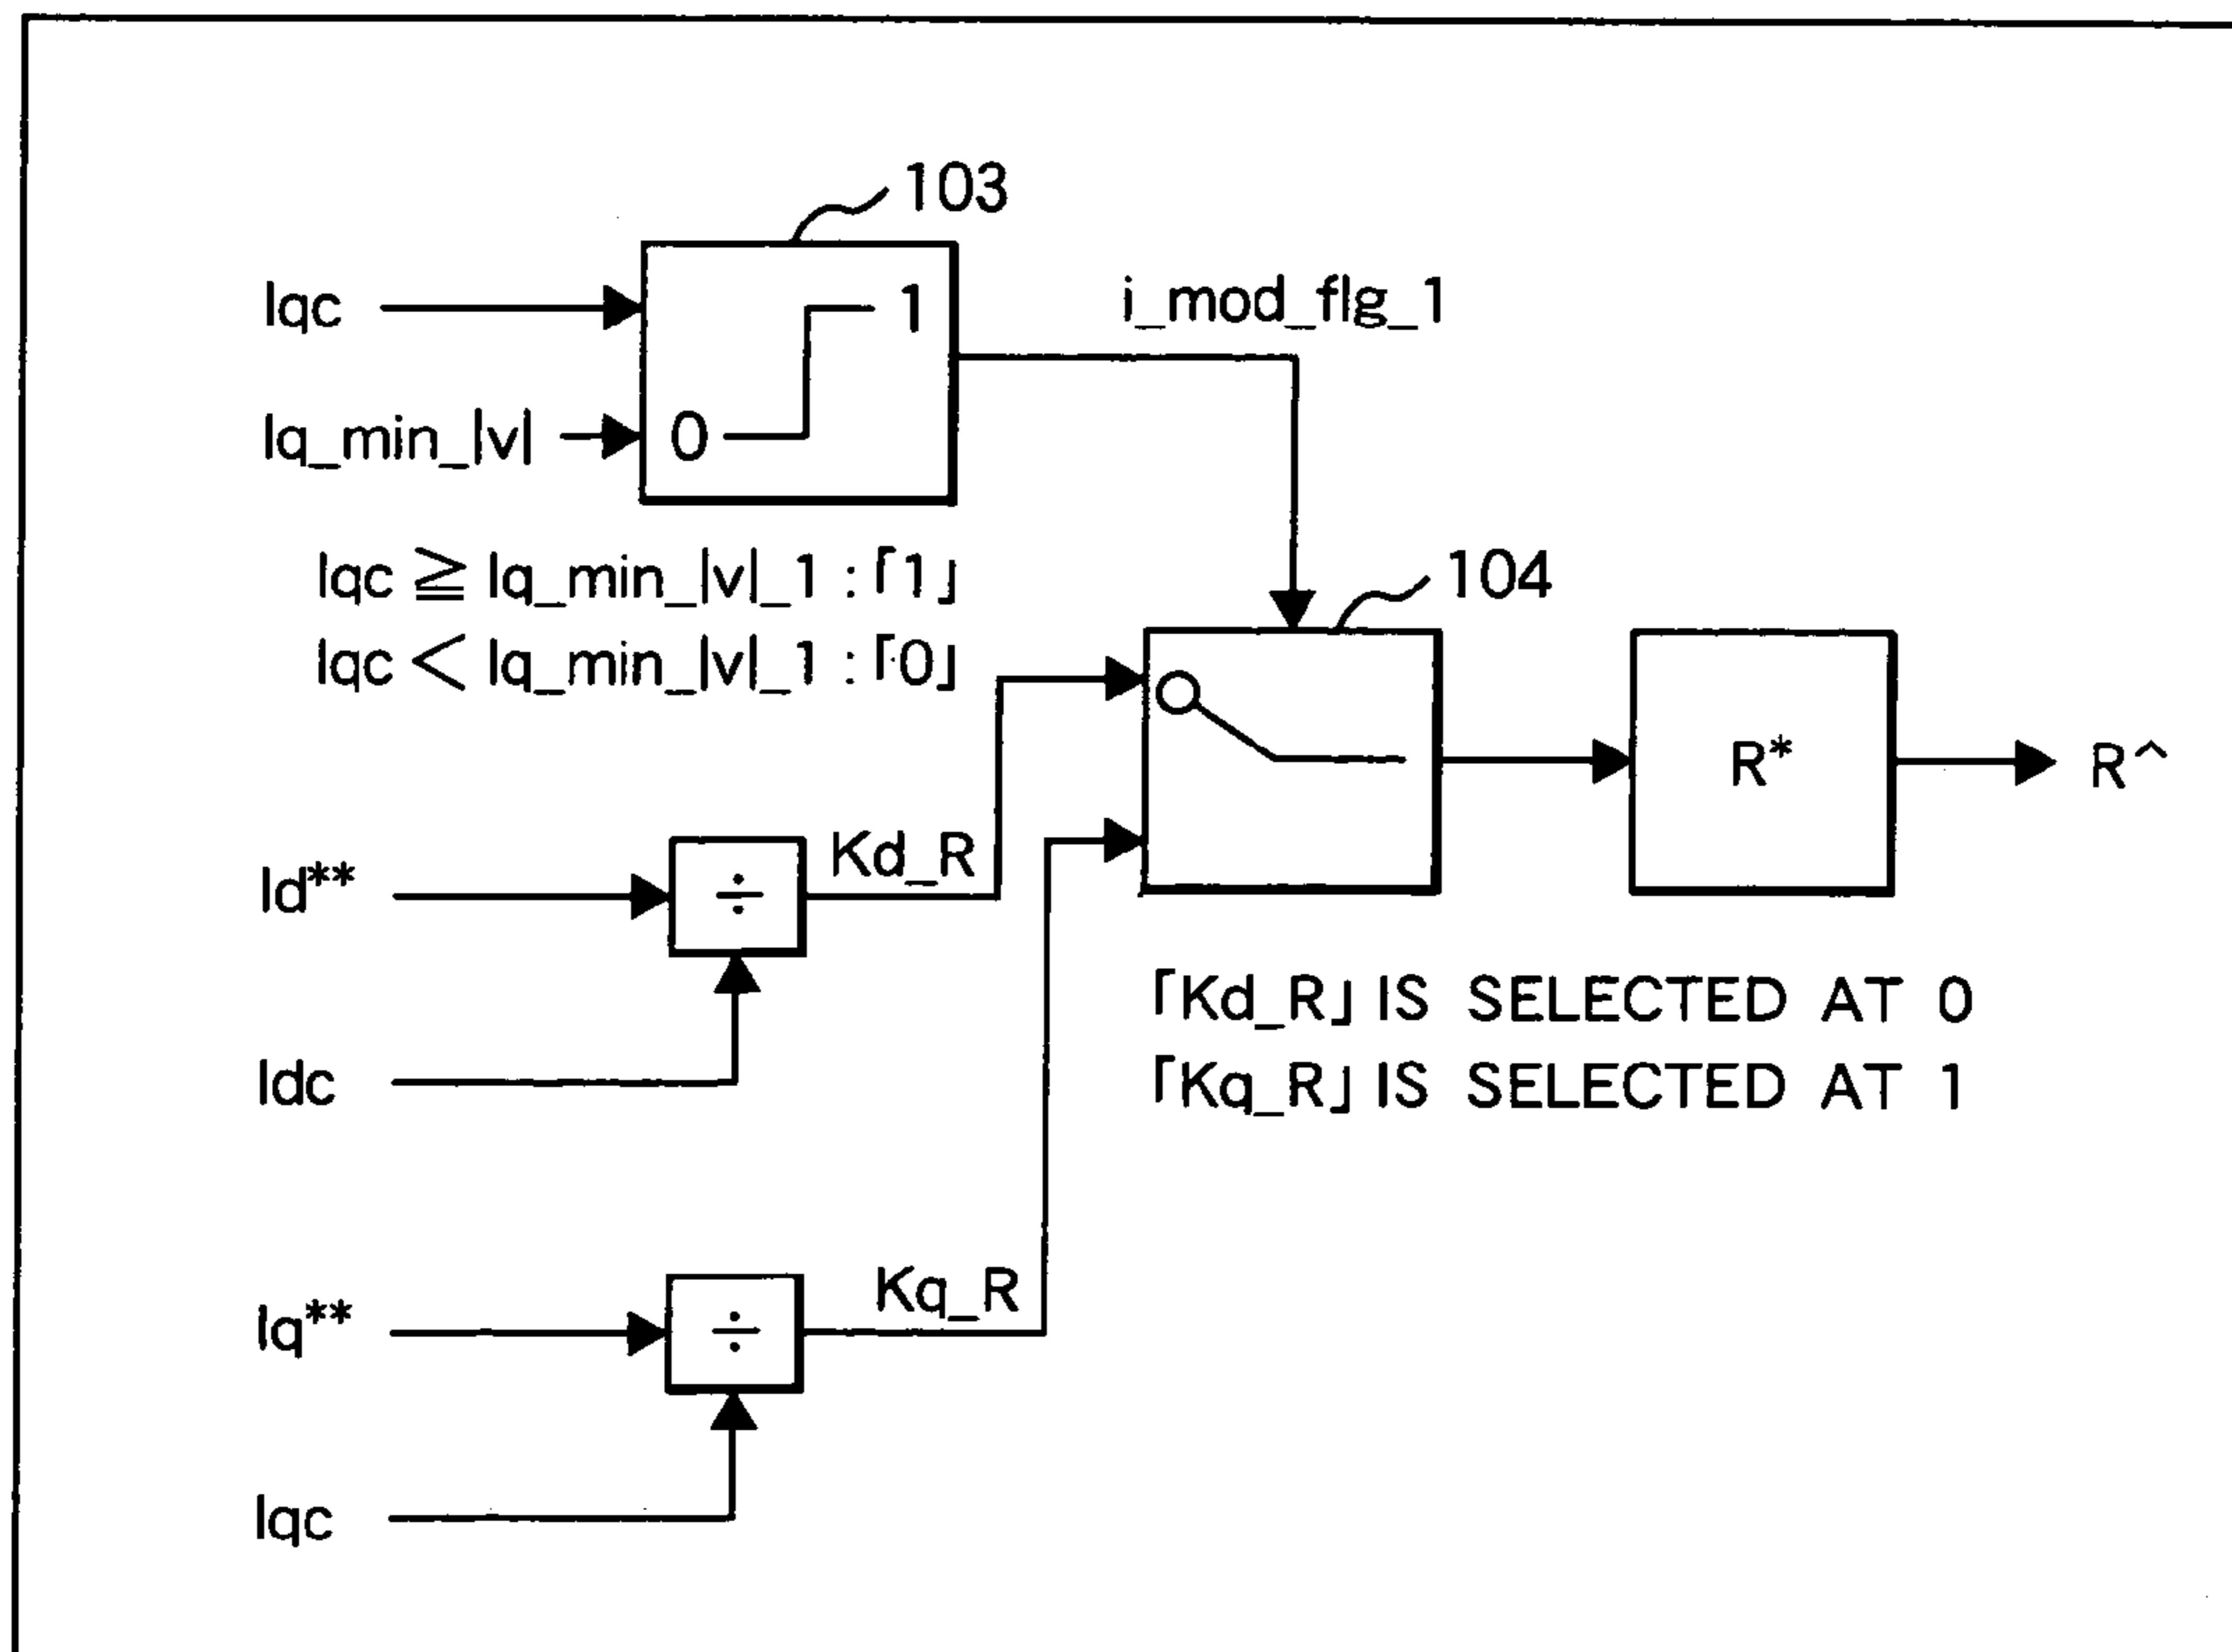 103
Iqc
1
i_mod_flg_1
Iq_min_|v|
0
Iqc ≧ Iq_min_|v|_1 : ｢1｣
Iqc < Iq_min_|v|_1 : ｢0｣
104
R*
R^
Id**
÷
Kd_R
Idc
｢Kd_R｣ IS SELECTED AT 0
｢Kq_R｣ IS SELECTED AT 1
Iq**
÷
Kq_R
Iqc